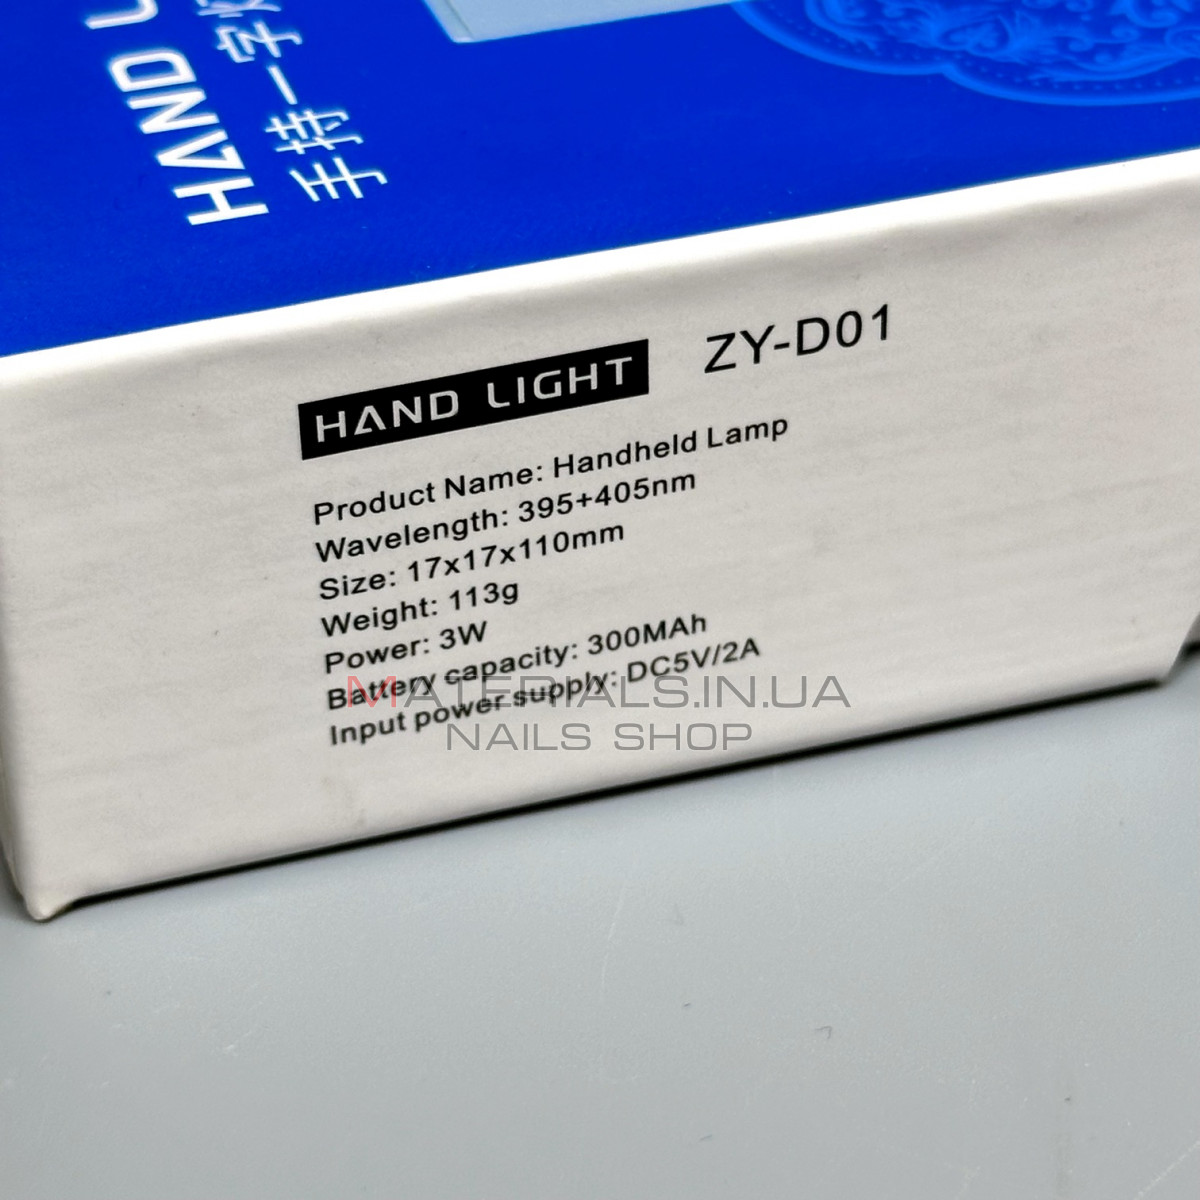 HAND L
手持一字
HAND LIGHT ZY-D01
Product Name: Handheld Lamp
Wavelength: 395+405nm
Size: 17x17x110mm
Weight: 113g
Power: 3W
Battery capacity: 300MAh
Input power supply: DC5V/2A
MATERIALS.IN.UA
NAILS SHOP